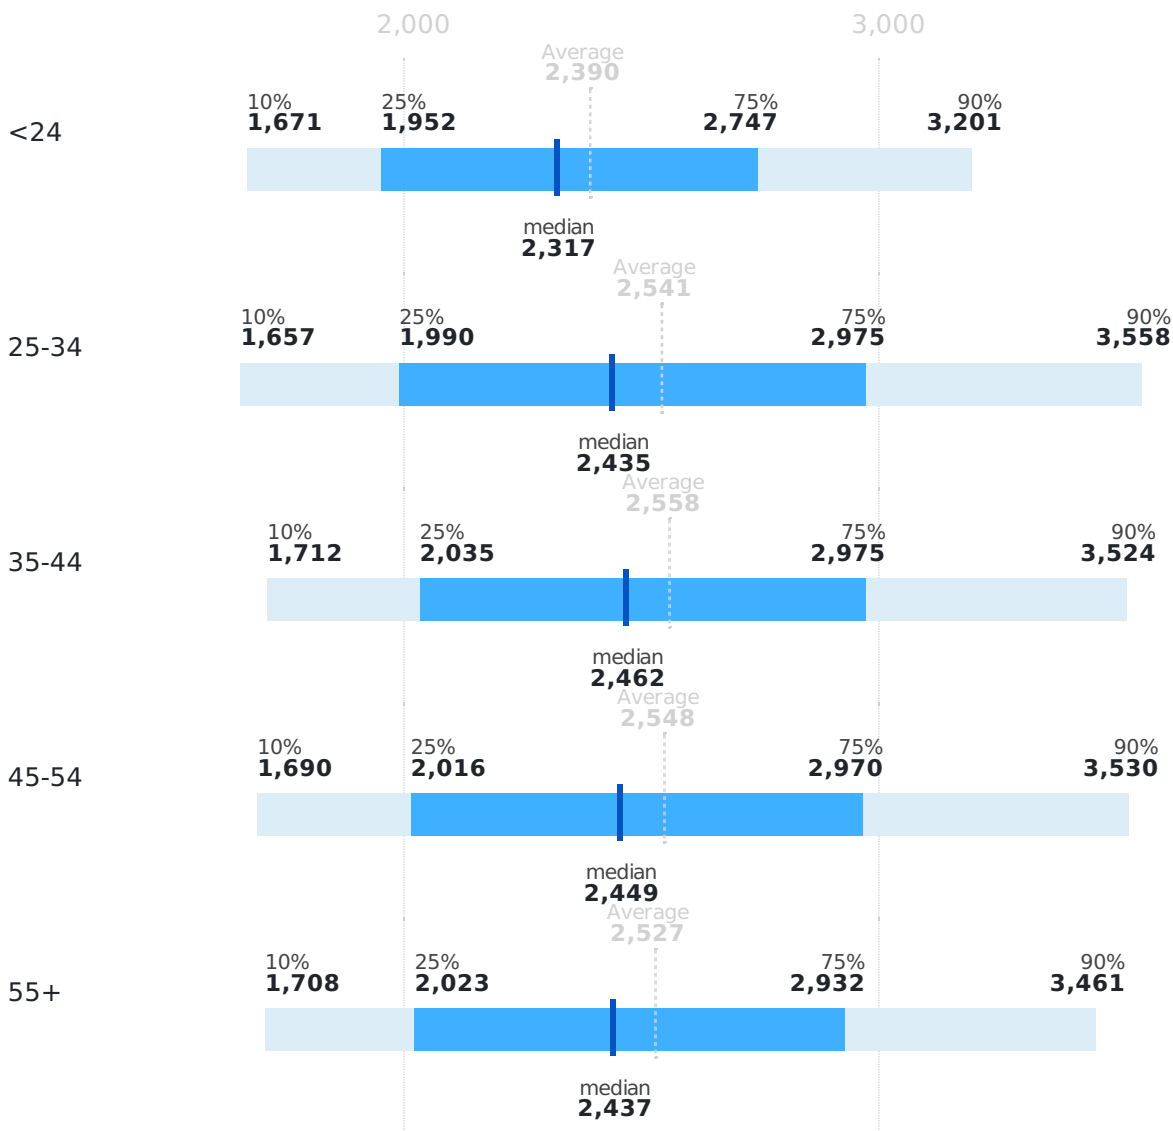 2,000 3,000
Average
2,390
10% 25% 75% 90%
1,671 1,952 2,747 3,201
<24
median
2,317
Average
2,541
10% 25% 75% 90%
1,657 1,990 2,975 3,558
25-34
median
2,435
Average
2,558
10% 25% 75% 90%
1,712 2,035 2,975 3,524
35-44
median
2,462
Average
2,548
10% 25% 75% 90%
1,690 2,016 2,970 3,530
45-54
median
2,449
Average
2,527
10% 25% 75% 90%
1,708 2,023 2,932 3,461
55+
median
2,437